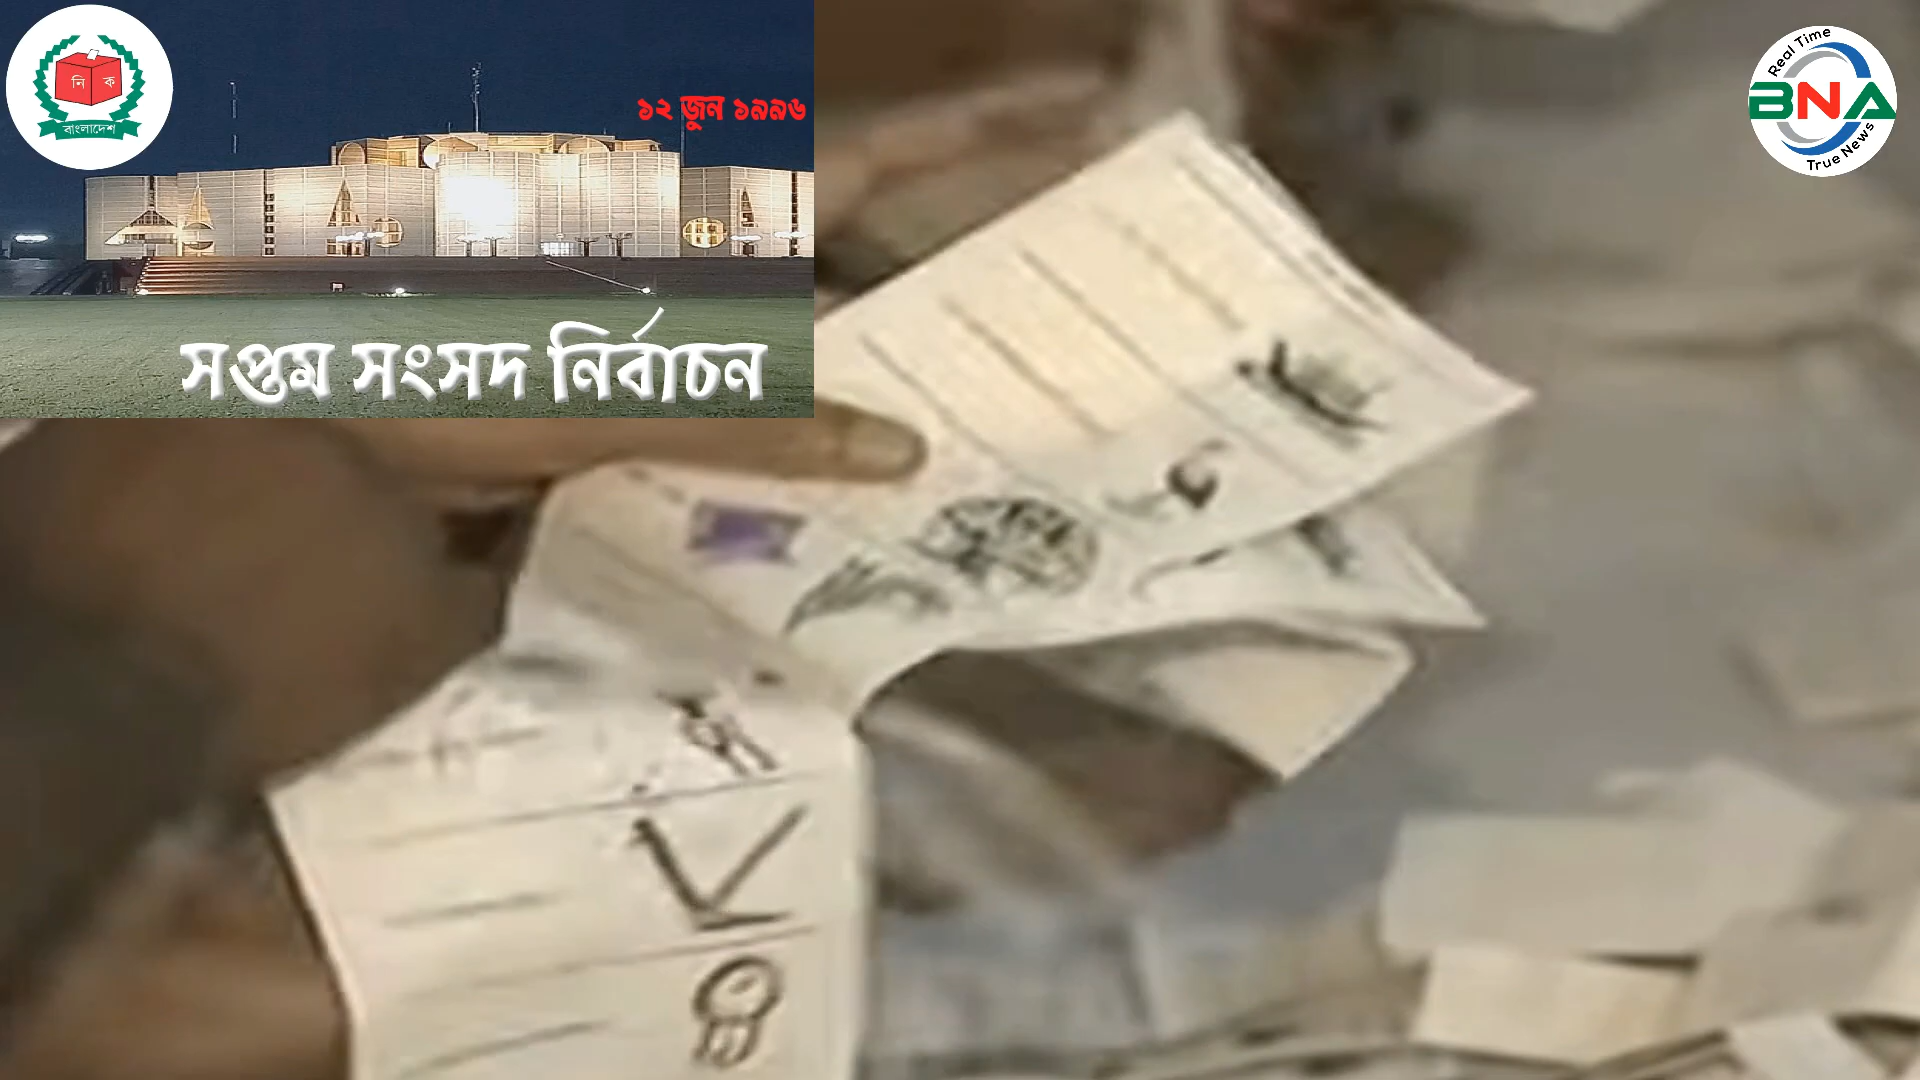 নি ক
বাংলাদেশ
১২ জুন ১৯৯৬
সপ্তম সংসদ নির্বাচন
Real Time
BNA
True News